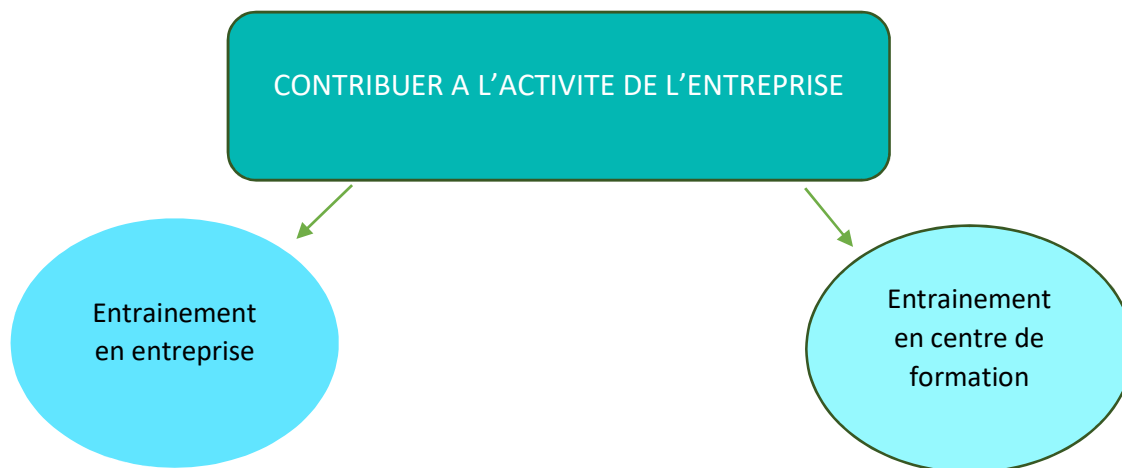 CONTRIBUER A L’ACTIVITE DE L’ENTREPRISE
Entrainement
en entreprise
Entrainement
en centre de
formation